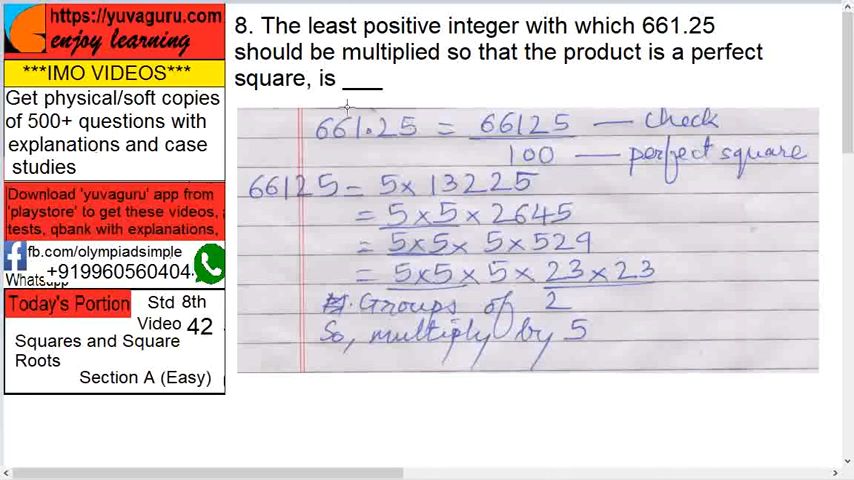 https://yuvaguru.com
enjoy learning
***IMO VIDEOS***
Get physical/soft copies
of 500+ questions with
explanations and case
studies
Download 'yuvaguru' app from
'playstore' to get these videos,
tests, qbank with explanations,
fb.com/olympiadsimple
+919960560404
Whatsapp
Today's Portion
Std 8th
Video 42
Squares and Square
Roots
Section A (Easy)
8. The least positive integer with which 661.25
should be multiplied so that the product is a perfect
square, is ___
661.25 = 66125 — check
100 — perfect square
66125 = 5 × 13225
= 5 × 5 × 2645
= 5 × 5 × 5 × 529
= 5 × 5 × 5 × 23 × 23
Groups of 2
So, multiply by 5